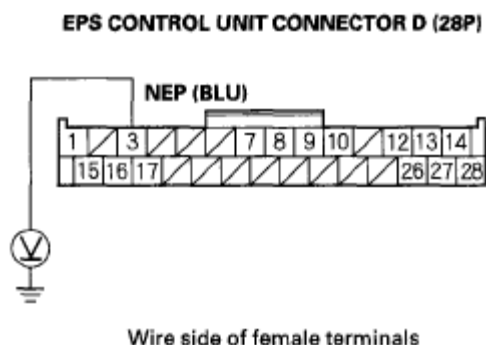 EPS CONTROL UNIT CONNECTOR D (28P)
NEP (BLU)
1 3 7 8 9 10 12 13 14
15 16 17 26 27 28
V
Wire side of female terminals